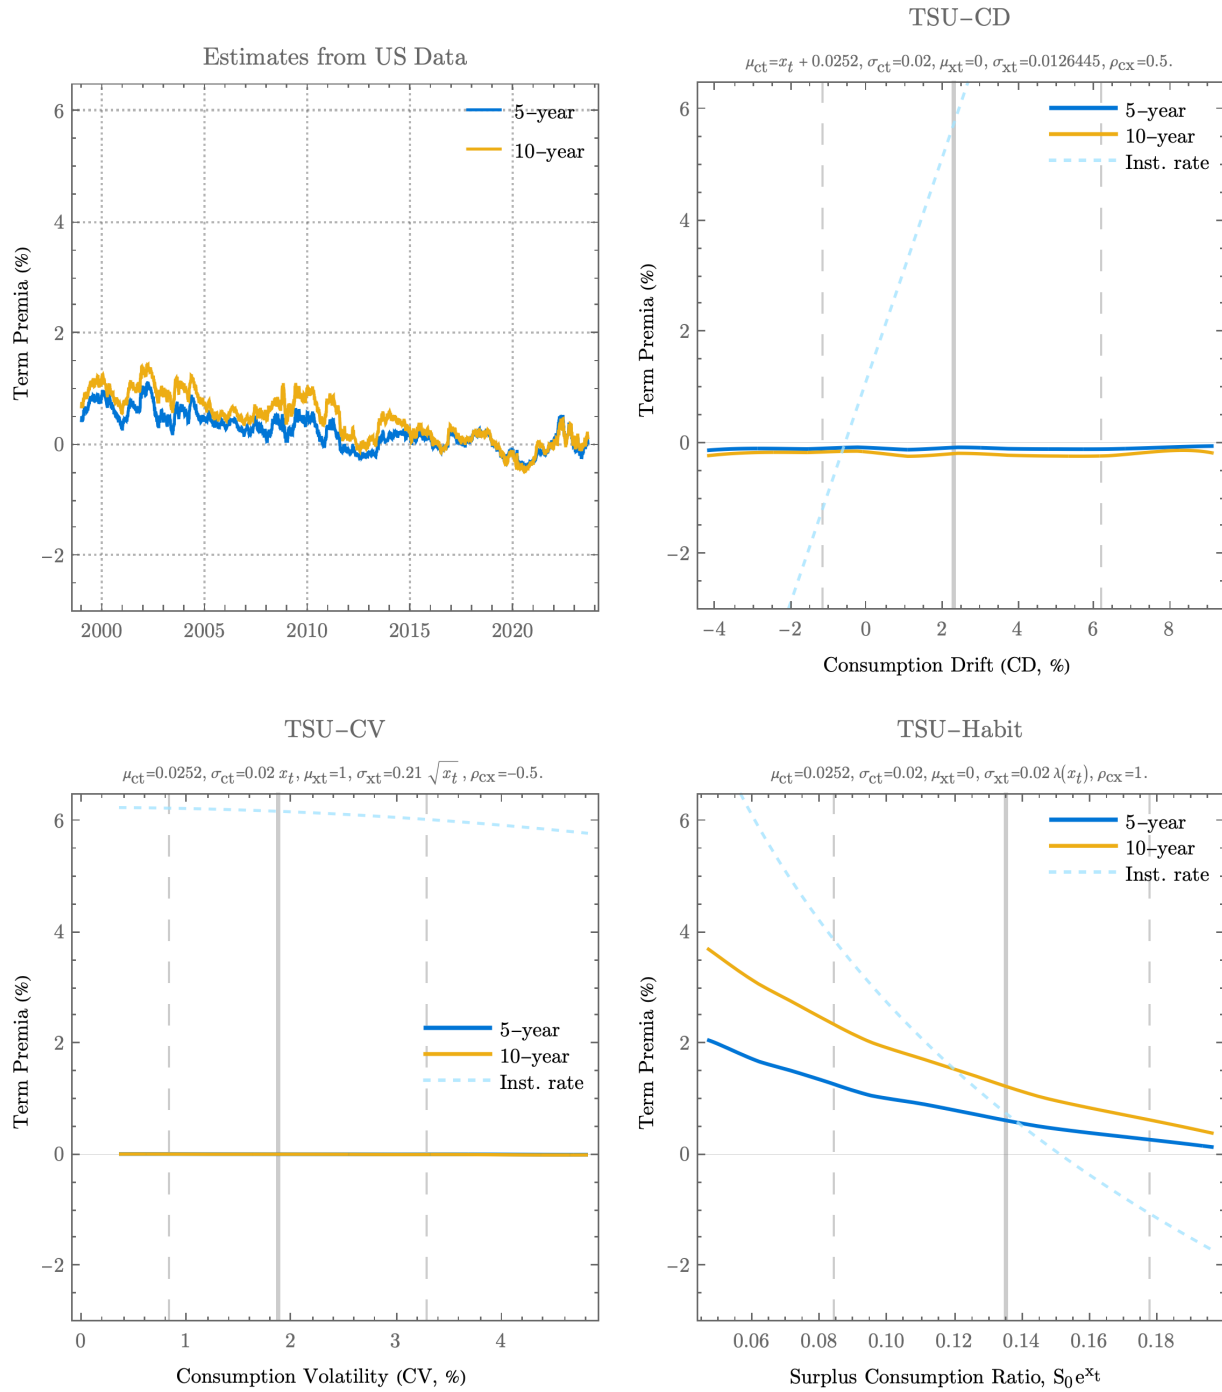 Estimates from US Data
Term Premia (%)
6
4
2
0
−2
5−year
10−year
2000 2005 2010 2015 2020
TSU−CD
μct=xt + 0.0252, σct=0.02, μxt=0, σxt=0.0126445, ρcx=0.5.
Term Premia (%)
6
4
2
0
−2
5−year
10−year
Inst. rate
−4 −2 0 2 4 6 8
Consumption Drift (CD, %)
TSU−CV
μct=0.0252, σct=0.02 xt, μxt=1, σxt=0.21 √xt, ρcx=−0.5.
Term Premia (%)
6
4
2
0
−2
5−year
10−year
Inst. rate
0 1 2 3 4
Consumption Volatility (CV, %)
TSU−Habit
μct=0.0252, σct=0.02, μxt=0, σxt=0.02 λ(xt), ρcx=1.
Term Premia (%)
6
4
2
0
−2
5−year
10−year
Inst. rate
0.06 0.08 0.10 0.12 0.14 0.16 0.18
Surplus Consumption Ratio, S₀eˣt